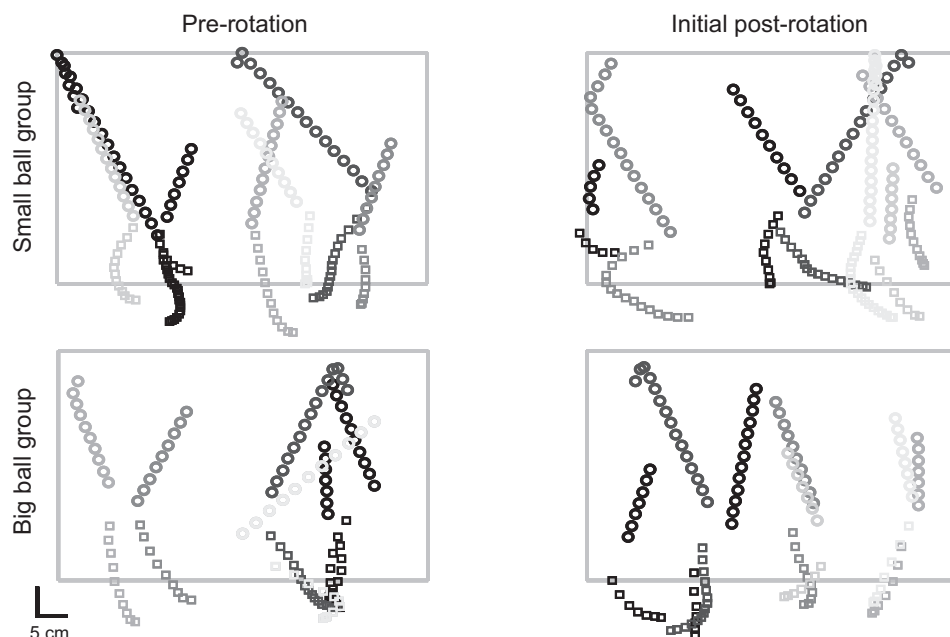 Pre-rotation
Initial post-rotation
Small ball group
Big ball group
5 cm